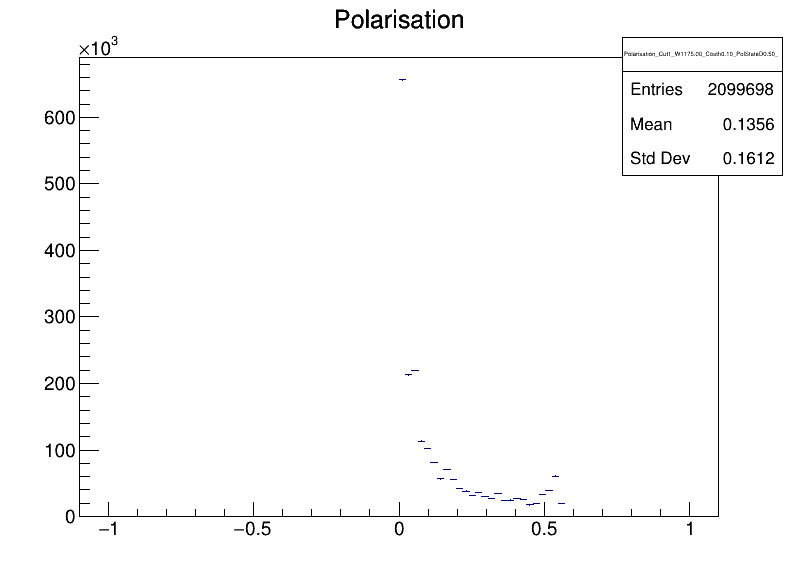 Polarisation
×10³
Polarisation_Cut1_W1175.00_Costh0.10_PolStateD0.50_
Entries 2099698
Mean 0.1356
Std Dev 0.1612
600
500
400
300
200
100
0
−1 −0.5 0 0.5 1